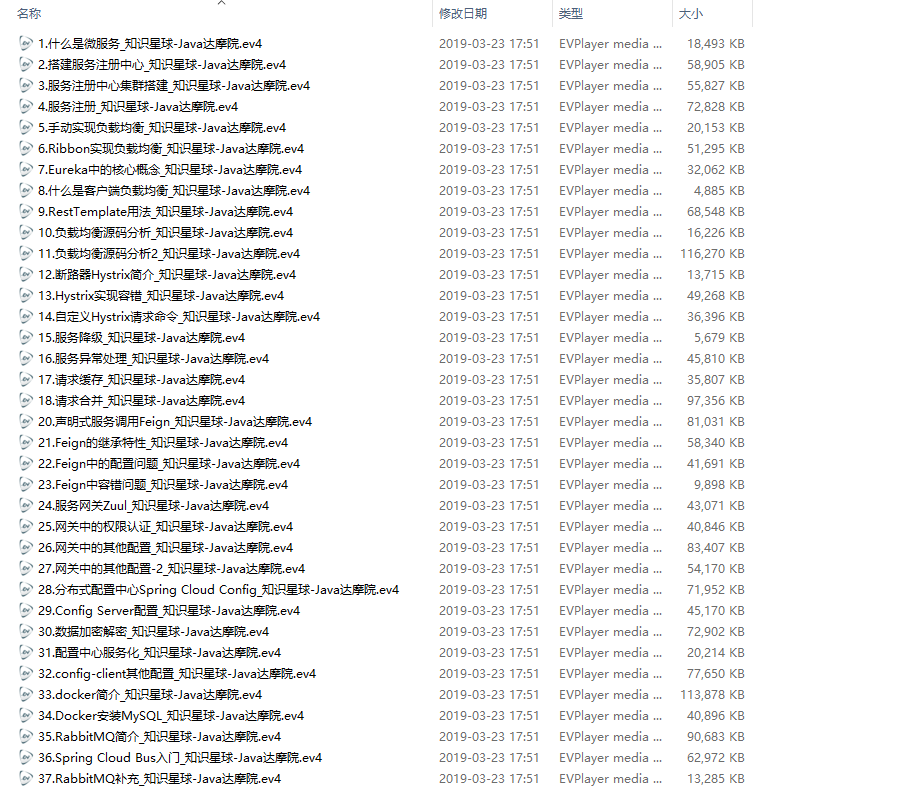 名称 修改日期 类型 大小
1.什么是微服务_知识星球-Java达摩院.ev4 2019-03-23 17:51 EVPlayer media ... 18,493 KB
2.搭建服务注册中心_知识星球-Java达摩院.ev4 2019-03-23 17:51 EVPlayer media ... 58,905 KB
3.服务注册中心集群搭建_知识星球-Java达摩院.ev4 2019-03-23 17:51 EVPlayer media ... 55,827 KB
4.服务注册_知识星球-Java达摩院.ev4 2019-03-23 17:51 EVPlayer media ... 72,828 KB
5.手动实现负载均衡_知识星球-Java达摩院.ev4 2019-03-23 17:51 EVPlayer media ... 20,153 KB
6.Ribbon实现负载均衡_知识星球-Java达摩院.ev4 2019-03-23 17:51 EVPlayer media ... 51,295 KB
7.Eureka中的核心概念_知识星球-Java达摩院.ev4 2019-03-23 17:51 EVPlayer media ... 32,062 KB
8.什么是客户端负载均衡_知识星球-Java达摩院.ev4 2019-03-23 17:51 EVPlayer media ... 4,885 KB
9.RestTemplate用法_知识星球-Java达摩院.ev4 2019-03-23 17:51 EVPlayer media ... 68,548 KB
10.负载均衡源码分析_知识星球-Java达摩院.ev4 2019-03-23 17:51 EVPlayer media ... 16,226 KB
11.负载均衡源码分析2_知识星球-Java达摩院.ev4 2019-03-23 17:51 EVPlayer media ... 116,270 KB
12.断路器Hystrix简介_知识星球-Java达摩院.ev4 2019-03-23 17:51 EVPlayer media ... 13,715 KB
13.Hystrix实现容错_知识星球-Java达摩院.ev4 2019-03-23 17:51 EVPlayer media ... 49,268 KB
14.自定义Hystrix请求命令_知识星球-Java达摩院.ev4 2019-03-23 17:51 EVPlayer media ... 36,396 KB
15.服务降级_知识星球-Java达摩院.ev4 2019-03-23 17:51 EVPlayer media ... 5,679 KB
16.服务异常处理_知识星球-Java达摩院.ev4 2019-03-23 17:51 EVPlayer media ... 45,810 KB
17.请求缓存_知识星球-Java达摩院.ev4 2019-03-23 17:51 EVPlayer media ... 35,807 KB
18.请求合并_知识星球-Java达摩院.ev4 2019-03-23 17:51 EVPlayer media ... 97,356 KB
20.声明式服务调用Feign_知识星球-Java达摩院.ev4 2019-03-23 17:51 EVPlayer media ... 81,031 KB
21.Feign的继承特性_知识星球-Java达摩院.ev4 2019-03-23 17:51 EVPlayer media ... 58,340 KB
22.Feign中的配置问题_知识星球-Java达摩院.ev4 2019-03-23 17:51 EVPlayer media ... 41,691 KB
23.Feign中容错问题_知识星球-Java达摩院.ev4 2019-03-23 17:51 EVPlayer media ... 9,898 KB
24.服务网关Zuul_知识星球-Java达摩院.ev4 2019-03-23 17:51 EVPlayer media ... 43,071 KB
25.网关中的权限认证_知识星球-Java达摩院.ev4 2019-03-23 17:51 EVPlayer media ... 40,846 KB
26.网关中的其他配置_知识星球-Java达摩院.ev4 2019-03-23 17:51 EVPlayer media ... 83,407 KB
27.网关中的其他配置-2_知识星球-Java达摩院.ev4 2019-03-23 17:51 EVPlayer media ... 54,170 KB
28.分布式配置中心Spring Cloud Config_知识星球-Java达摩院.ev4 2019-03-23 17:51 EVPlayer media ... 71,952 KB
29.Config Server配置_知识星球-Java达摩院.ev4 2019-03-23 17:51 EVPlayer media ... 45,170 KB
30.数据加密解密_知识星球-Java达摩院.ev4 2019-03-23 17:51 EVPlayer media ... 72,902 KB
31.配置中心服务化_知识星球-Java达摩院.ev4 2019-03-23 17:51 EVPlayer media ... 20,214 KB
32.config-client其他配置_知识星球-Java达摩院.ev4 2019-03-23 17:51 EVPlayer media ... 77,650 KB
33.docker简介_知识星球-Java达摩院.ev4 2019-03-23 17:51 EVPlayer media ... 113,878 KB
34.Docker安装MySQL_知识星球-Java达摩院.ev4 2019-03-23 17:51 EVPlayer media ... 40,896 KB
35.RabbitMQ简介_知识星球-Java达摩院.ev4 2019-03-23 17:51 EVPlayer media ... 90,683 KB
36.Spring Cloud Bus入门_知识星球-Java达摩院.ev4 2019-03-23 17:51 EVPlayer media ... 62,972 KB
37.RabbitMQ补充_知识星球-Java达摩院.ev4 2019-03-23 17:51 EVPlayer media ... 13,285 KB